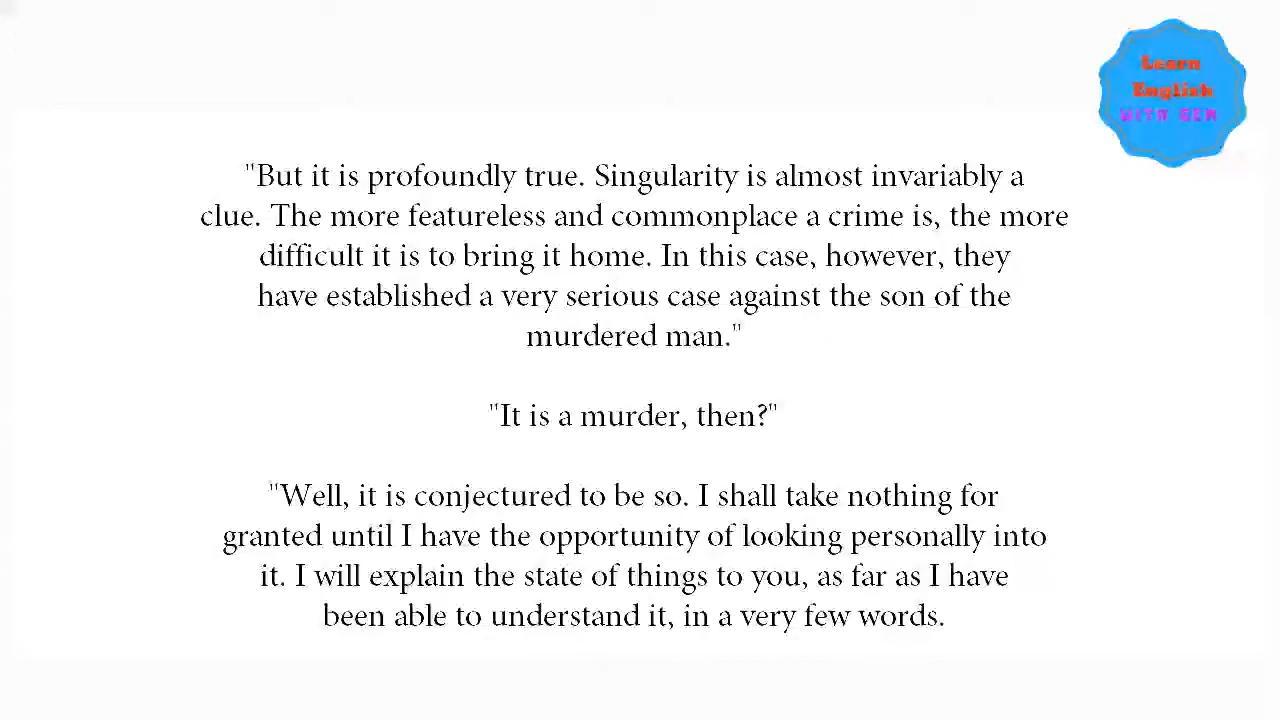 Learn
English
WITH GEM
"But it is profoundly true. Singularity is almost invariably a
clue. The more featureless and commonplace a crime is, the more
difficult it is to bring it home. In this case, however, they
have established a very serious case against the son of the
murdered man."
"It is a murder, then?"
"Well, it is conjectured to be so. I shall take nothing for
granted until I have the opportunity of looking personally into
it. I will explain the state of things to you, as far as I have
been able to understand it, in a very few words.